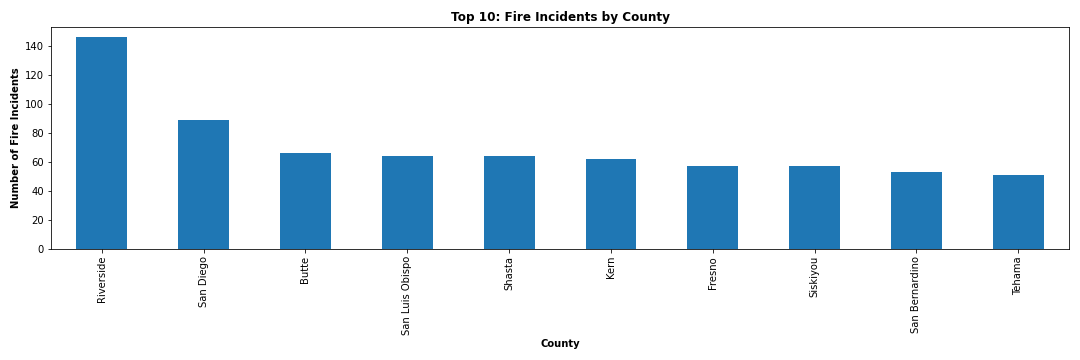 Top 10: Fire Incidents by County
Number of Fire Incidents
140
120
100
80
60
40
20
0
Riverside
San Diego
Butte
San Luis Obispo
Shasta
Kern
Fresno
Siskiyou
San Bernardino
Tehama
County